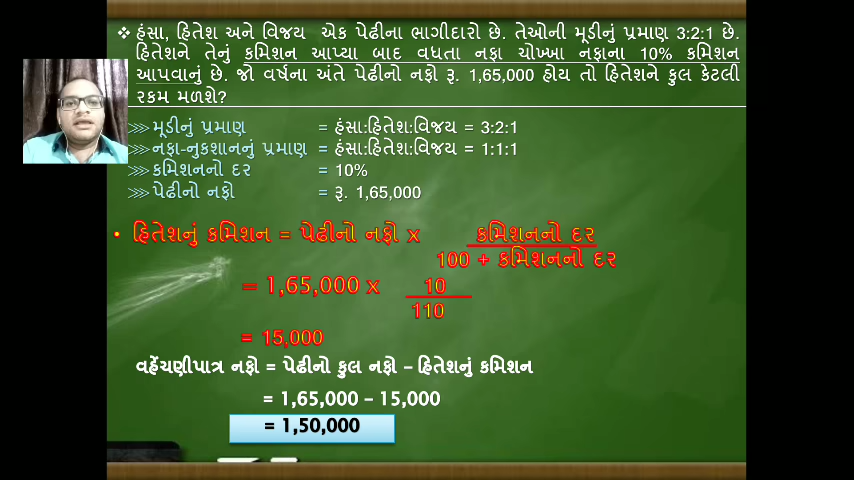 ❖ હંસા, હિતેશ અને વિજય એક પેઢીના ભાગીદારો છે. તેઓની મૂડીનું પ્રમાણ 3:2:1 છે.
હિતેશને તેનું કમિશન આપ્યા બાદ વધતા નફા ચોખ્ખા નફાના 10% કમિશન
આપવાનું છે. જો વર્ષના અંતે પેઢીનો નફો રૂ. 1,65,000 હોય તો હિતેશને કુલ કેટલી
રકમ મળશે?
⋙ મૂડીનું પ્રમાણ = હંસા:હિતેશ:વિજય = 3:2:1
⋙ નફા-નુકશાનનું પ્રમાણ = હંસા:હિતેશ:વિજય = 1:1:1
⋙ કમિશનનો દર = 10%
⋙ પેઢીનો નફો = રૂ. 1,65,000
• હિતેશનું કમિશન = પેઢીનો નફો x કમિશનનો દર
100 + કમિશનનો દર
= 1,65,000 x 10
110
= 15,000
વહેંચણીપાત્ર નફો = પેઢીનો કુલ નફો – હિતેશનું કમિશન
= 1,65,000 – 15,000
= 1,50,000